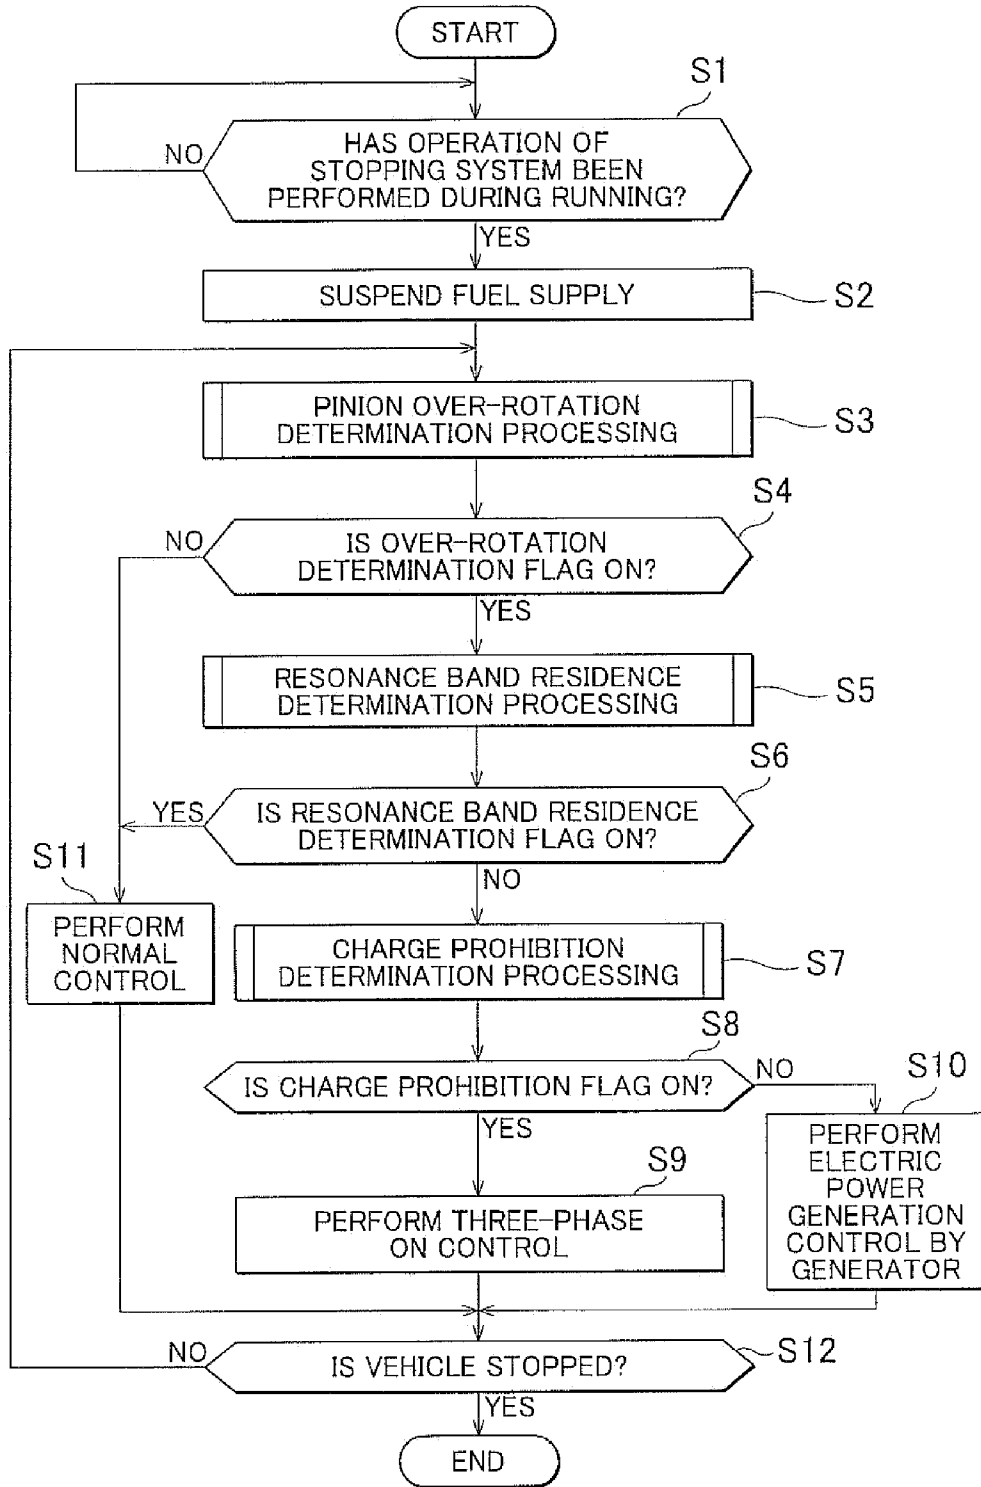 START
S1
HAS OPERATION OF
STOPPING SYSTEM BEEN
PERFORMED DURING RUNNING?
NO
YES
SUSPEND FUEL SUPPLY
S2
PINION OVER-ROTATION
DETERMINATION PROCESSING
S3
S4
NO
IS OVER-ROTATION
DETERMINATION FLAG ON?
YES
RESONANCE BAND RESIDENCE
DETERMINATION PROCESSING
S5
S6
YES
IS RESONANCE BAND RESIDENCE
DETERMINATION FLAG ON?
NO
S11
PERFORM
NORMAL
CONTROL
CHARGE PROHIBITION
DETERMINATION PROCESSING
S7
S8
IS CHARGE PROHIBITION FLAG ON?
NO
YES
S10
PERFORM
ELECTRIC
POWER
GENERATION
CONTROL BY
GENERATOR
S9
PERFORM THREE-PHASE
ON CONTROL
NO
IS VEHICLE STOPPED?
S12
YES
END